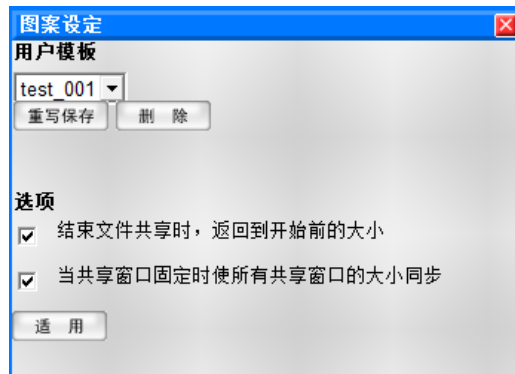 图案设定
用户模板
test_001
重写保存 删 除
选项
结束文件共享时，返回到开始前的大小
当共享窗口固定时使所有共享窗口的大小同步
适 用